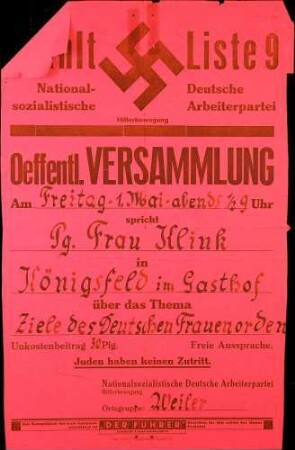 Liste 9
National- Deutsche
sozialistische Arbeiterpartei
Hitlerbewegung
Oeffentl. VERSAMMLUNG
Am Freitag-1. Mai-abends ½9 Uhr
spricht
Pg. Frau Klink
in
Königsfeld im Gasthof
über das Thema
Ziele des Deutschen Frauenorden
Unkostenbeitrag 30 Pfg. Freie Aussprache.
Juden haben keinen Zutritt.
Nationalsozialistische Deutsche Arbeiterpartei
Hitlerbewegung
Ortsgruppe: Weiler
"DER FÜHRER"